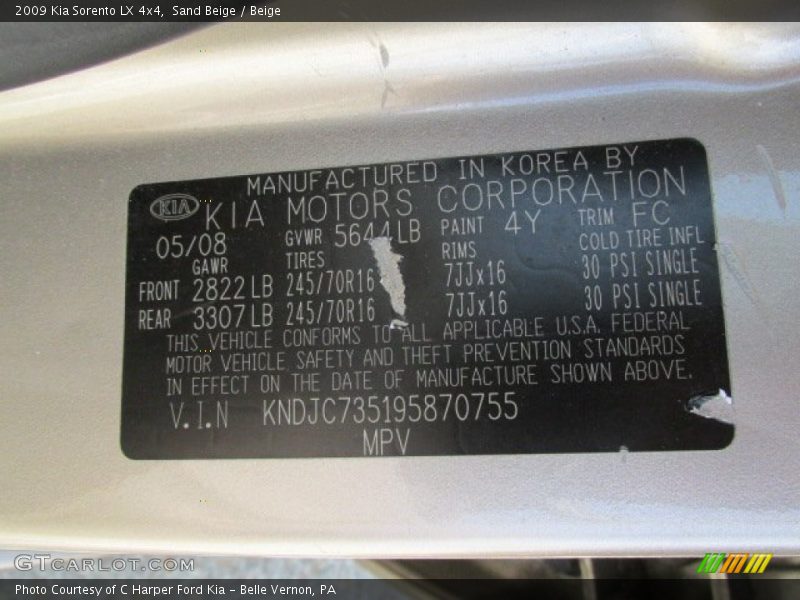 2009 Kia Sorento LX 4x4, Sand Beige / Beige
MANUFACTURED IN KOREA BY
KIA KIA MOTORS CORPORATION
05/08 GVWR 5644LB PAINT 4Y TRIM FC
GAWR TIRES RIMS COLD TIRE INFL
FRONT 2822LB 245/70R16 7JJx16 30 PSI SINGLE
REAR 3307LB 245/70R16 7JJx16 30 PSI SINGLE
THIS VEHICLE CONFORMS TO ALL APPLICABLE U.S.A. FEDERAL
MOTOR VEHICLE SAFETY AND THEFT PREVENTION STANDARDS
IN EFFECT ON THE DATE OF MANUFACTURE SHOWN ABOVE.
V.I.N KNDJC735195870755
MPV
GTCARLOT.COM
Photo Courtesy of C Harper Ford Kia - Belle Vernon, PA